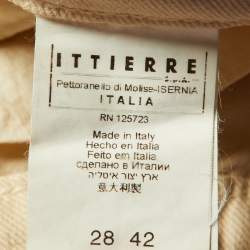 ITTIERRE
S.p.A.
Pettoranello di Molise-ISERNIA
ITALIA
RN 125723
Made in Italy
Hecho en Italia
Feito em Italia
сделано в Италии
ארץ יצור איטליה
意大利製
28 42